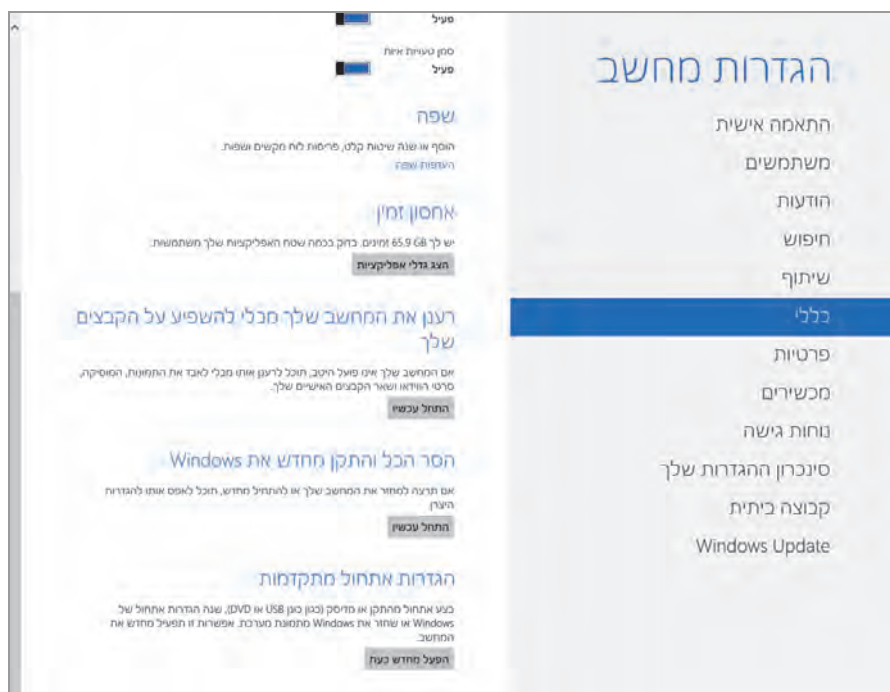 הגדרות מחשב
התאמה אישית
משתמשים
הודעות
חיפוש
שיתוף
כללי
פרטיות
מכשירים
נוחות גישה
סינכרון ההגדרות שלך
קבוצה ביתית
Windows Update
פעיל
סמן טעויות איות
פעיל
שפה
הוסף או שנה שיטות קלט, פריסות לוח מקשים ושפות.
העדפות שפה
אחסון זמין
יש לך 65.9 GB זמינים. בדוק בכמה שטח האפליקציות שלך משתמשות.
הצג גדלי אפליקציות
רענן את המחשב שלך מבלי להשפיע על הקבצים
שלך
אם המחשב שלך אינו פועל היטב, תוכל לרענן אותו מבלי לאבד את התמונות, המוסיקה,
סרטי הווידאו ושאר הקבצים האישיים שלך.
התחל עכשיו
הסר הכל והתקן מחדש את Windows
אם תרצה למחזר את המחשב שלך או להתחיל מחדש, תוכל לאפס אותו להגדרות
היצרן
התחל עכשיו
הגדרות אתחול מתקדמות
בצע אתחול מהתקן או מדיסק (כגון כונן USB או DVD), שנה הגדרות אתחול של
Windows או שחזר את Windows מתמונת מערכת. אפשרות זו תפעיל מחדש את
המחשב.
הפעל מחדש כעת